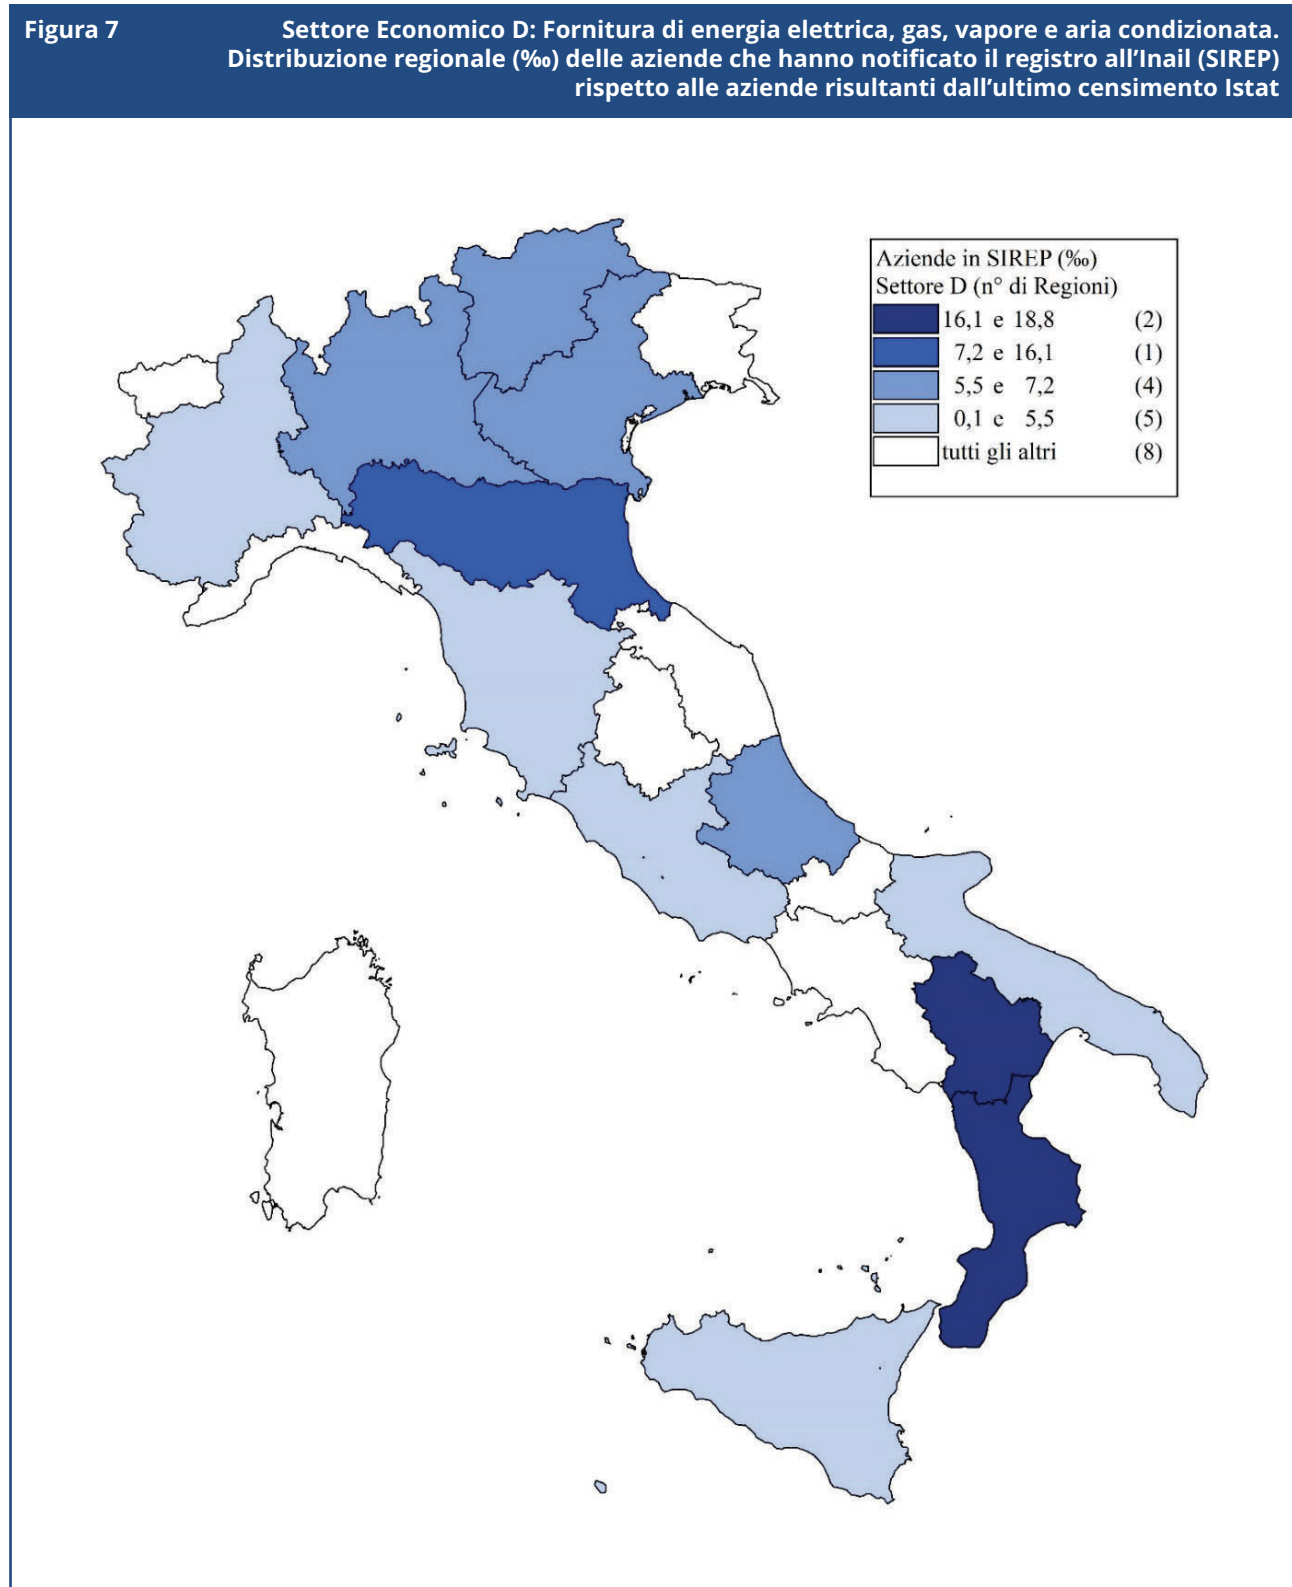 Figura 7
Settore Economico D: Fornitura di energia elettrica, gas, vapore e aria condizionata.
Distribuzione regionale (‰) delle aziende che hanno notificato il registro all’Inail (SIREP)
rispetto alle aziende risultanti dall’ultimo censimento Istat
Aziende in SIREP (‰)
Settore D (n° di Regioni)
16,1 e 18,8 (2)
7,2 e 16,1 (1)
5,5 e 7,2 (4)
0,1 e 5,5 (5)
tutti gli altri (8)